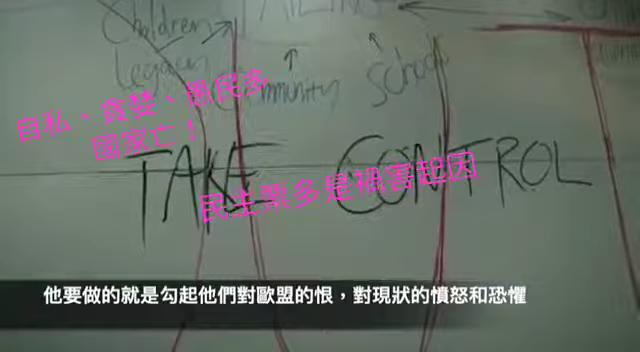 Children
Legacy
School
自私、貪婪、愚民多
國家亡！
TAKE CONTROL
民主票多是禍害起因
他要做的就是勾起他們對歐盟的恨，對現狀的憤怒和恐懼